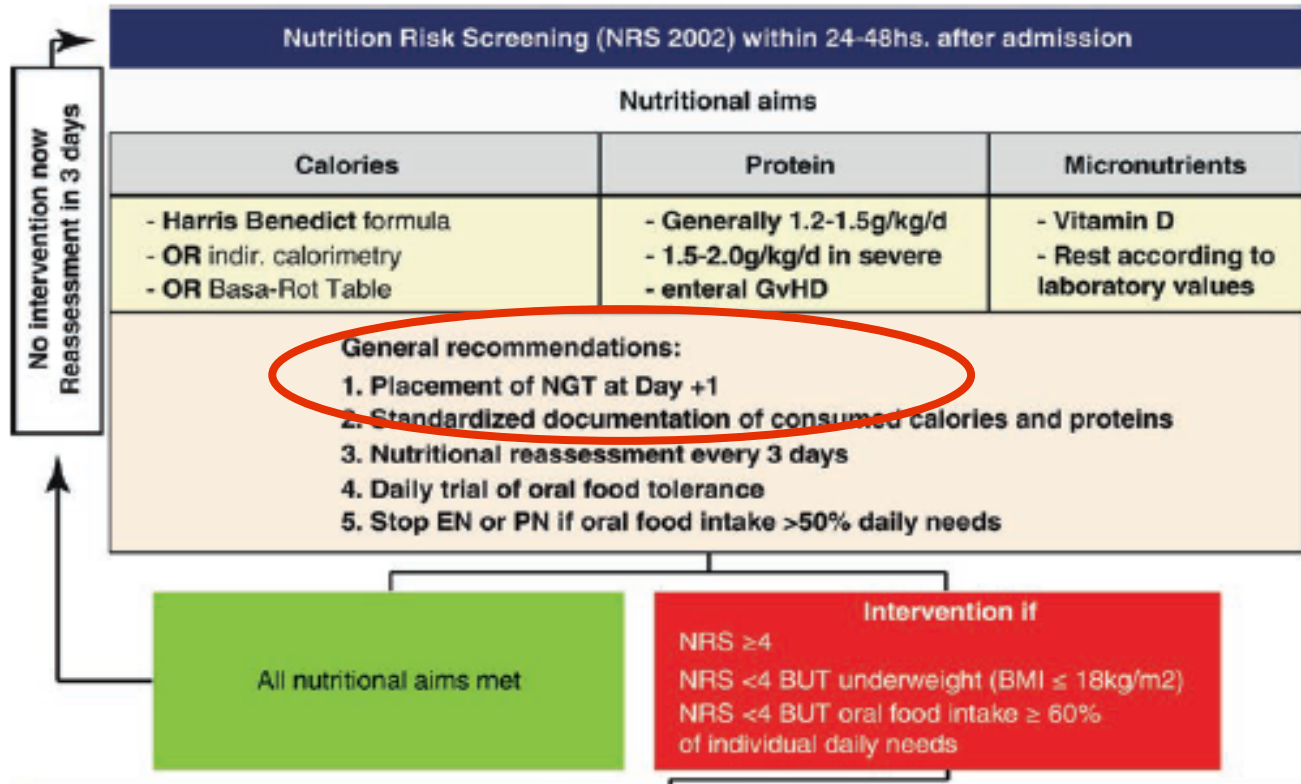 Nutrition Risk Screening (NRS 2002) within 24-48hs. after admission
No intervention now
Reassessment in 3 days
Nutritional aims
Calories
Protein
Micronutrients
- Harris Benedict formula
- OR indir. calorimetry
- OR Basa-Rot Table
- Generally 1.2-1.5g/kg/d
- 1.5-2.0g/kg/d in severe
- enteral GvHD
- Vitamin D
- Rest according to
laboratory values
General recommendations:
1. Placement of NGT at Day +1
2. Standardized documentation of consumed calories and proteins
3. Nutritional reassessment every 3 days
4. Daily trial of oral food tolerance
5. Stop EN or PN if oral food intake >50% daily needs
All nutritional aims met
Intervention if
NRS ≥4
NRS <4 BUT underweight (BMI ≤ 18kg/m2)
NRS <4 BUT oral food intake ≥ 60%
of individual daily needs